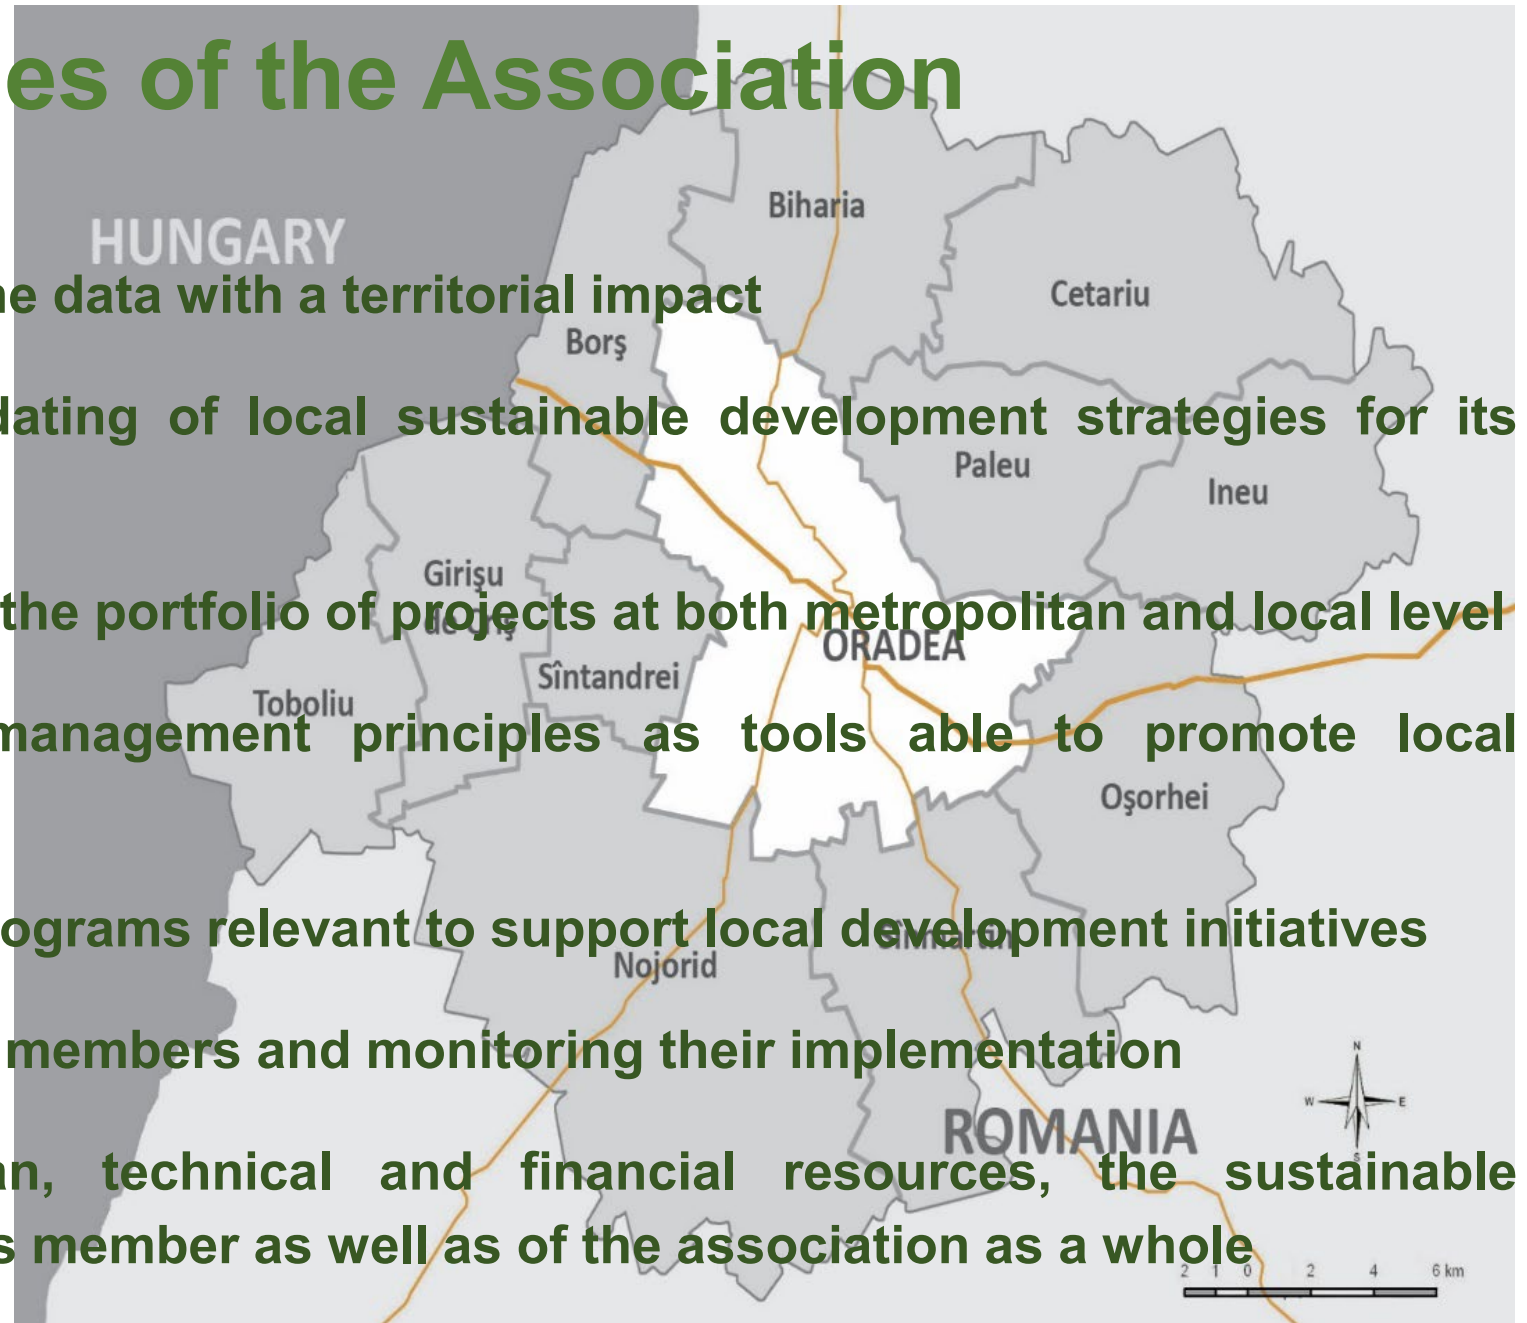 es of the Association
Biharia
HUNGARY
ne data with a territorial impact
Cetariu
Borş
dating of local sustainable development strategies for its
Paleu
Ineu
Girişu
de Criş
the portfolio of projects at both metropolitan and local level
ORADEA
Sîntandrei
Toboliu
management principles as tools able to promote local
Oşorhei
ograms relevant to support local development initiatives
Sînmartin
Nojorid
members and monitoring their implementation
N
W E
S
ROMANIA
an, technical and financial resources, the sustainable
s member as well as of the association as a whole
2 1 0 2 4 6 km